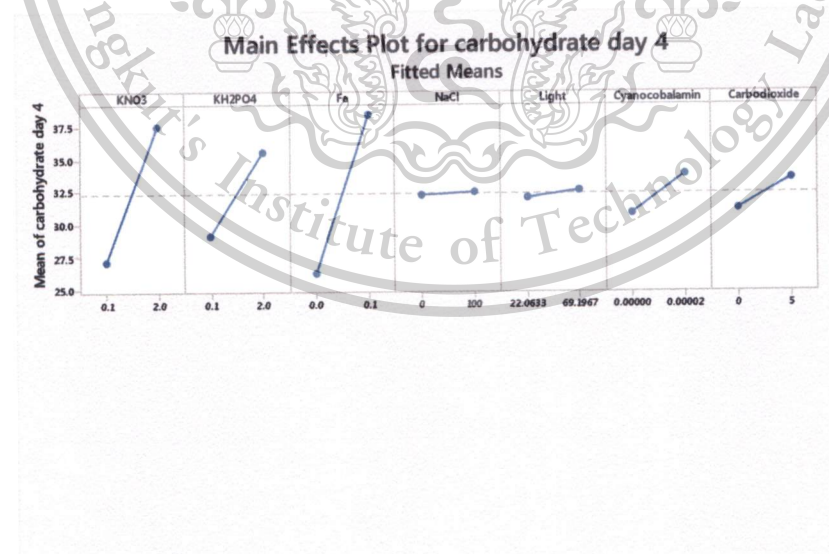 Main Effects Plot for carbohydrate day 4
Fitted Means
KNO3 KH2PO4 Fe NaCl Light Cyanocobalamin Carbodioxide
Mean of carbohydrate day 4
37.5
35.0
32.5
30.0
27.5
25.0
0.1 2.0 0.1 2.0 0.0 0.1 0 100 22.0633 69.1967 0.00000 0.00002 0 5
ngkut's Institute of Technology La